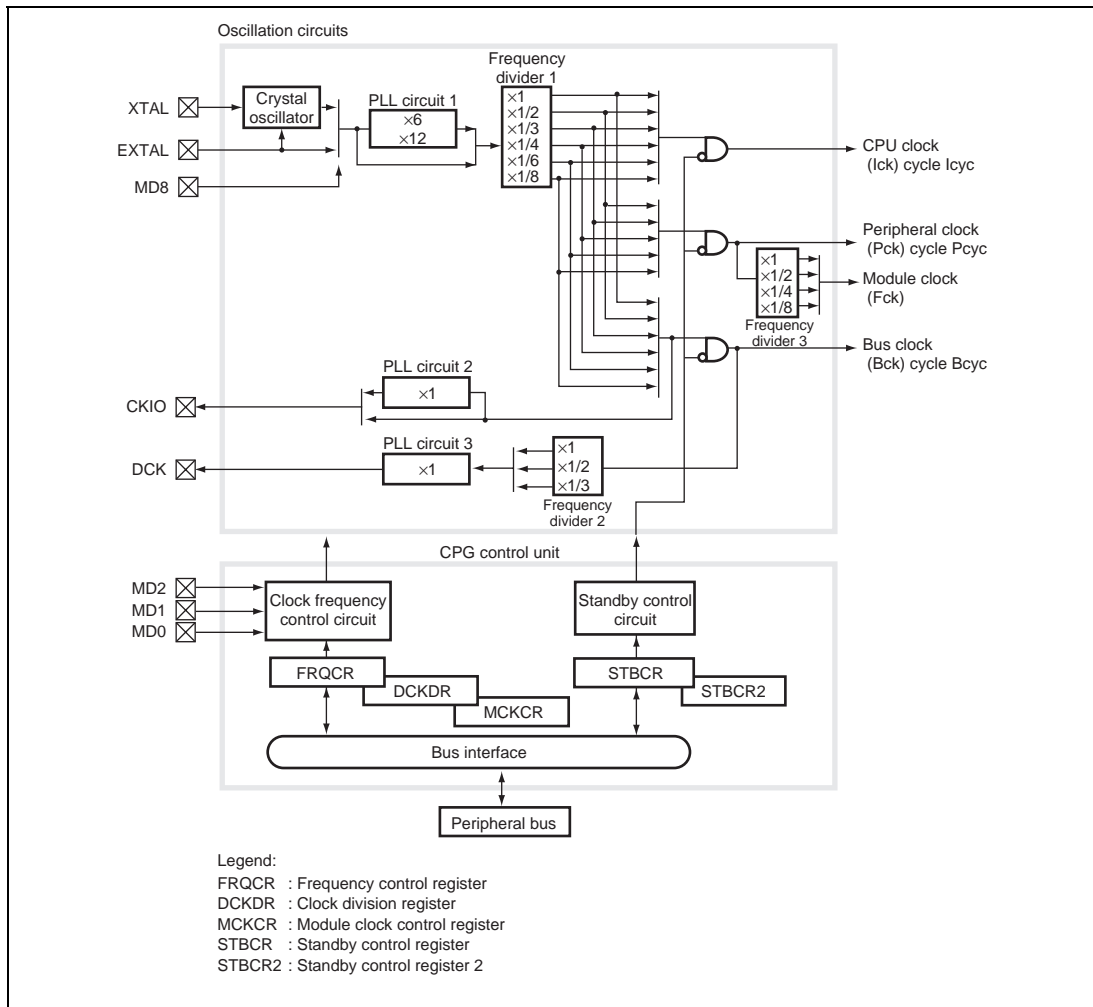 Oscillation circuits
XTAL
EXTAL
MD8
Crystal
oscillator
PLL circuit 1
×6
×12
Frequency
divider 1
×1
×1/2
×1/3
×1/4
×1/6
×1/8
CPU clock
(Ick) cycle Icyc
Peripheral clock
(Pck) cycle Pcyc
×1
×1/2
×1/4
×1/8
Frequency
divider 3
Module clock
(Fck)
Bus clock
(Bck) cycle Bcyc
CKIO
PLL circuit 2
×1
DCK
PLL circuit 3
×1
×1
×1/2
×1/3
Frequency
divider 2
CPG control unit
MD2
MD1
MD0
Clock frequency
control circuit
Standby control
circuit
FRQCR
DCKDR
MCKCR
STBCR
STBCR2
Bus interface
Peripheral bus
Legend:
FRQCR : Frequency control register
DCKDR : Clock division register
MCKCR : Module clock control register
STBCR : Standby control register
STBCR2 : Standby control register 2